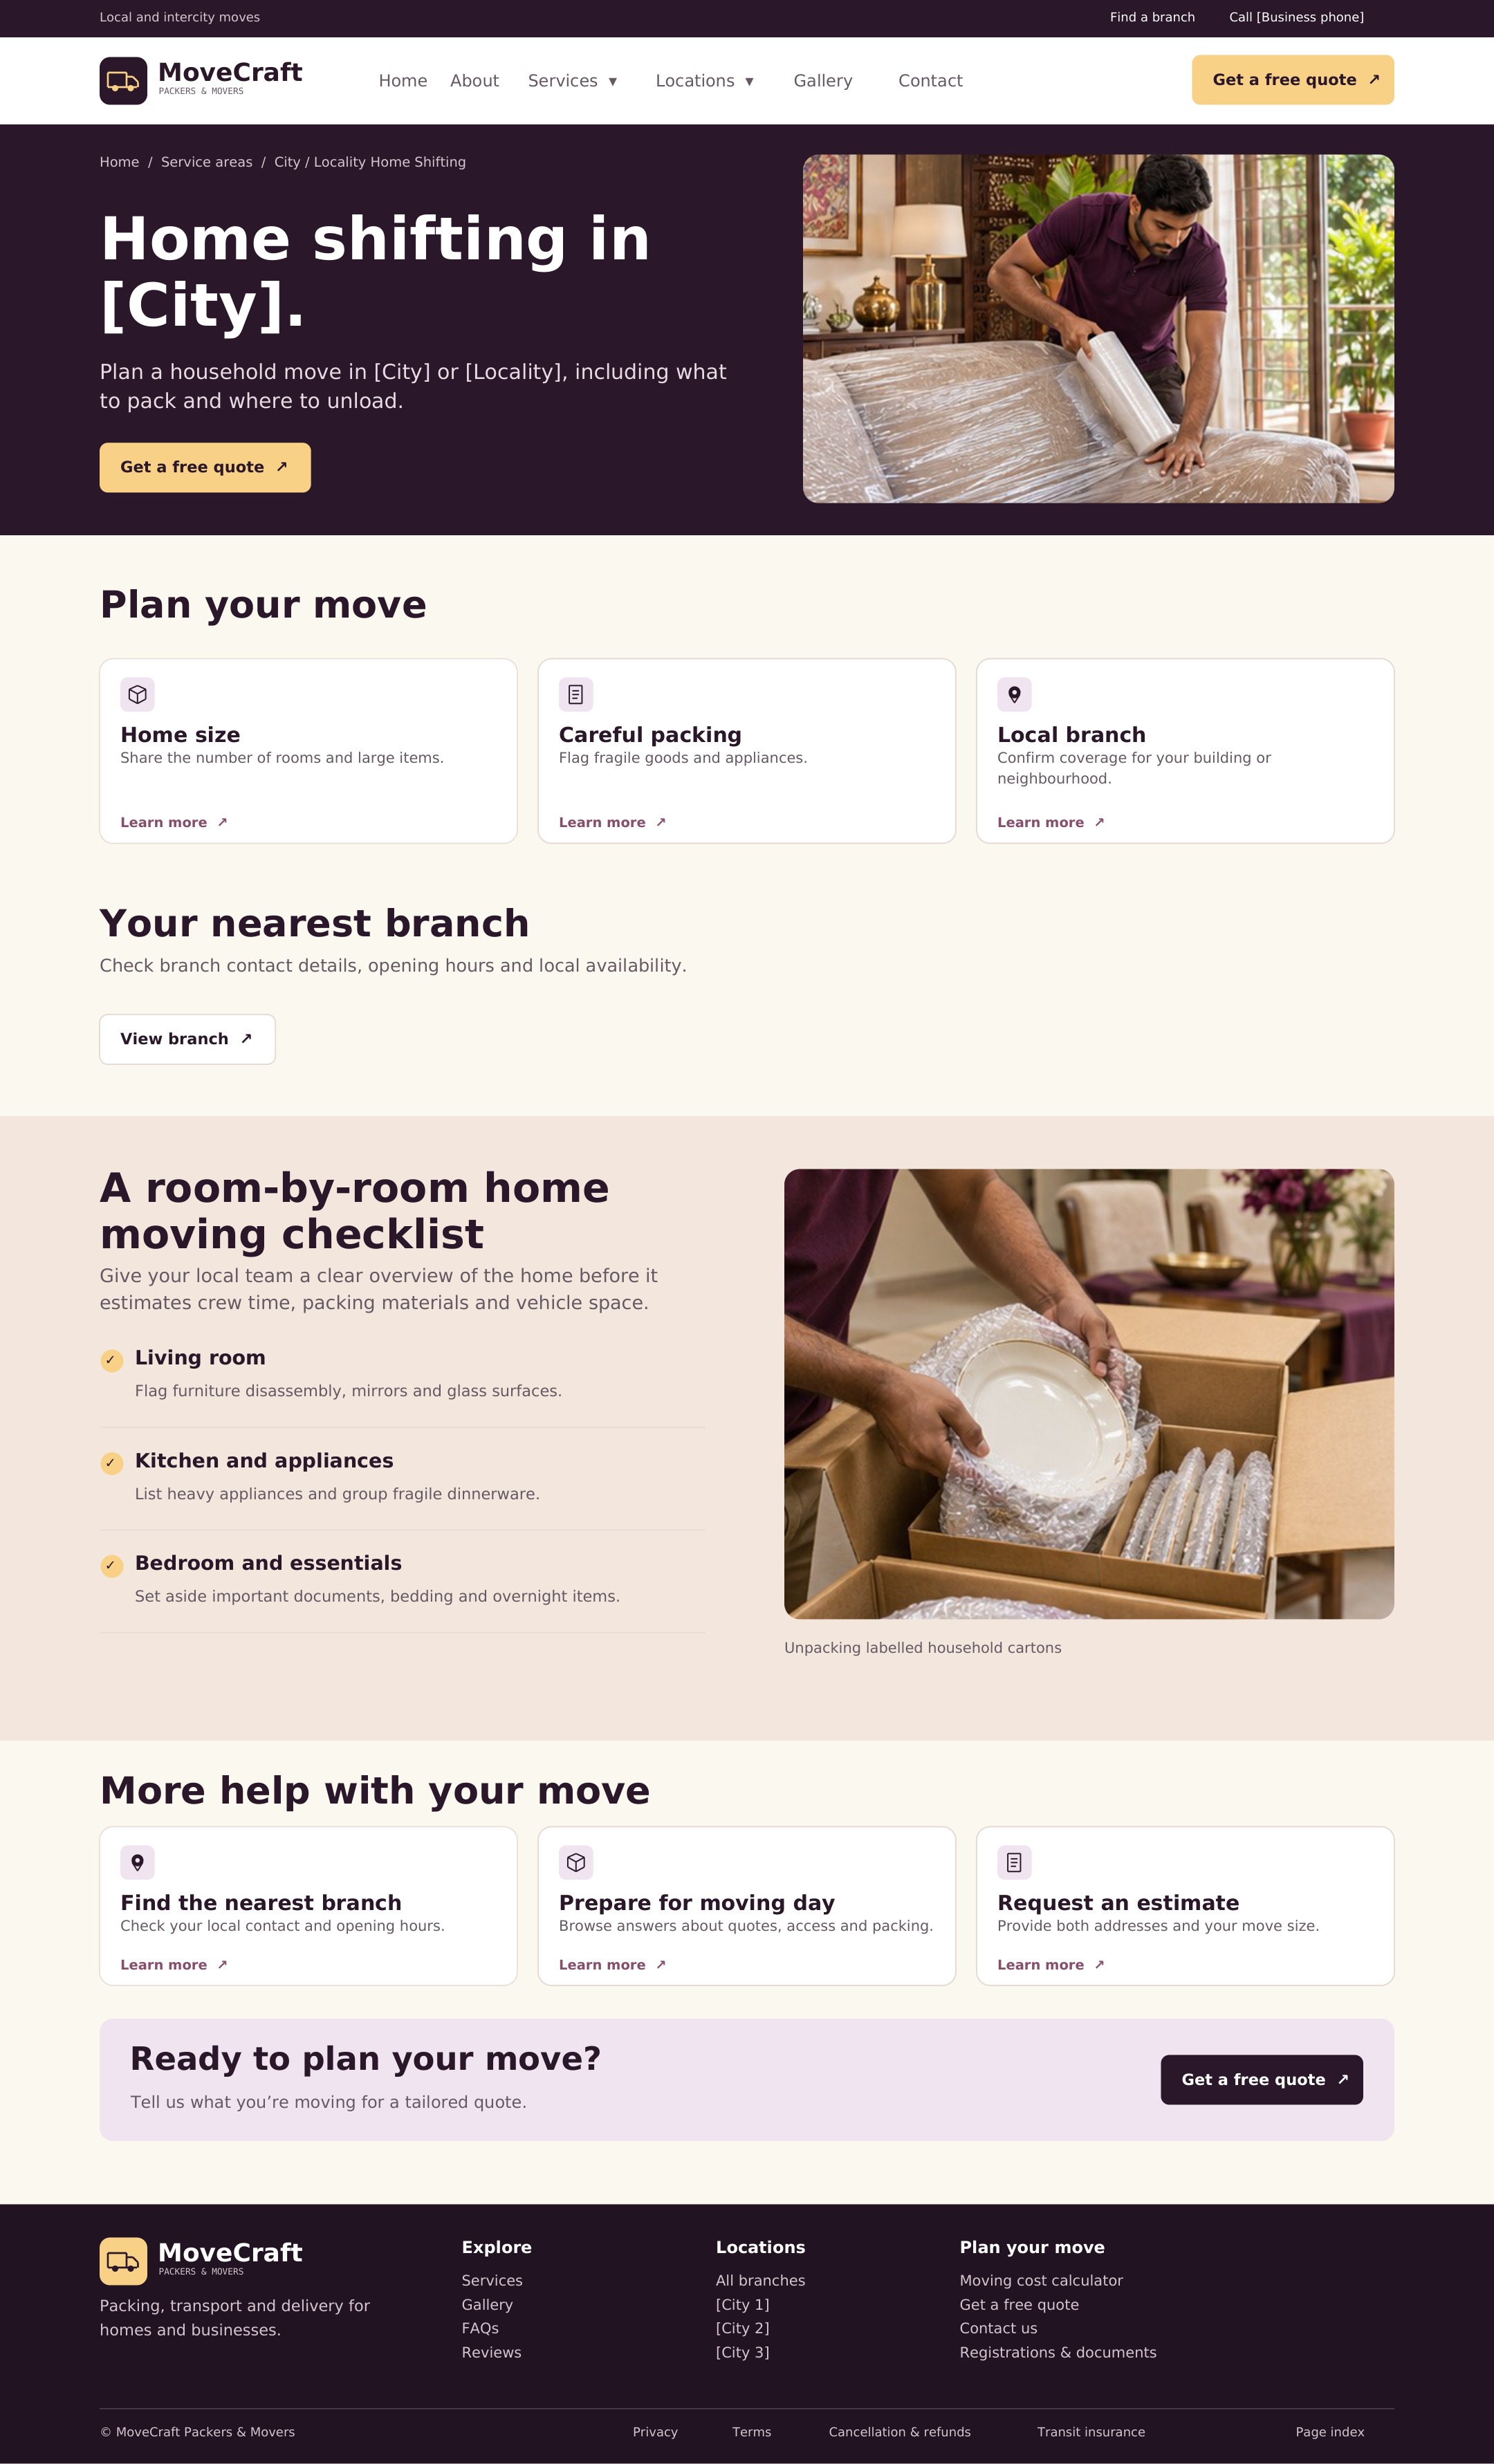 Local and intercity moves
Find a branch
Call [Business phone]
MoveCraft
PACKERS & MOVERS
Home
About
Services ▾
Locations ▾
Gallery
Contact
Get a free quote ↗
Home / Service areas / City / Locality Home Shifting
Home shifting in
[City].
Plan a household move in [City] or [Locality], including what
to pack and where to unload.
Get a free quote ↗
Plan your move
Home size
Share the number of rooms and large items.
Learn more ↗
Careful packing
Flag fragile goods and appliances.
Learn more ↗
Local branch
Confirm coverage for your building or
neighbourhood.
Learn more ↗
Your nearest branch
Check branch contact details, opening hours and local availability.
View branch ↗
A room-by-room home
moving checklist
Give your local team a clear overview of the home before it
estimates crew time, packing materials and vehicle space.
✓ Living room
Flag furniture disassembly, mirrors and glass surfaces.
✓ Kitchen and appliances
List heavy appliances and group fragile dinnerware.
✓ Bedroom and essentials
Set aside important documents, bedding and overnight items.
Unpacking labelled household cartons
More help with your move
Find the nearest branch
Check your local contact and opening hours.
Learn more ↗
Prepare for moving day
Browse answers about quotes, access and packing.
Learn more ↗
Request an estimate
Provide both addresses and your move size.
Learn more ↗
Ready to plan your move?
Tell us what you’re moving for a tailored quote.
Get a free quote ↗
MoveCraft
PACKERS & MOVERS
Packing, transport and delivery for
homes and businesses.
Explore
Services
Gallery
FAQs
Reviews
Locations
All branches
[City 1]
[City 2]
[City 3]
Plan your move
Moving cost calculator
Get a free quote
Contact us
Registrations & documents
© MoveCraft Packers & Movers
Privacy
Terms
Cancellation & refunds
Transit insurance
Page index